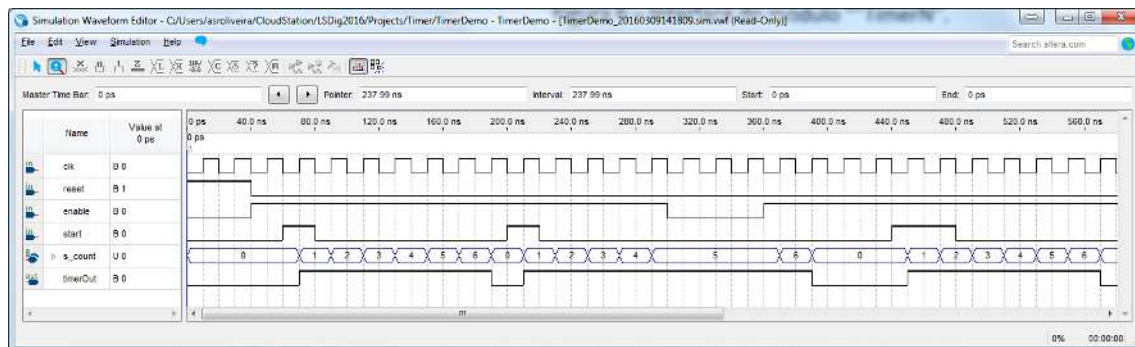 Simulation Waveform Editor - C:/Users/asroliveira/CloudStation/LSDig2016/Projects/Timer/TimerDemo - TimerDemo - [TimerDemo_20160309141809.sim.vwf (Read-Only)]
File Edit View Simulation Help
Search altera.com
Master Time Bar: 0 ps Pointer: 237.99 ns Interval: 237.99 ns Start: 0 ps End: 0 ps
Name Value at 0 ps
0 ps 40.0 ns 80.0 ns 120.0 ns 160.0 ns 200.0 ns 240.0 ns 280.0 ns 320.0 ns 360.0 ns 400.0 ns 440.0 ns 480.0 ns 520.0 ns 560.0 ns
0 ps
clk B 0
reset B 1
enable B 0
start B 0
s_count U 0 0 1 2 3 4 5 6 0 1 2 3 4 5 6 0 1 2 3 4 5 6
timerOut B 0
0% 00:00:00